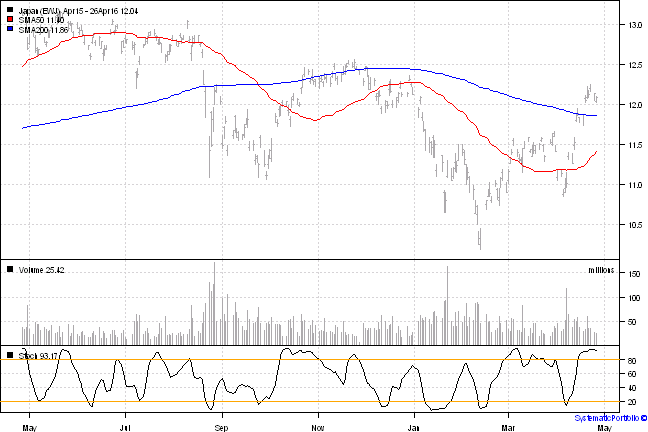 Japan (EWJ) Apr15 - 26Apr16 12.04
SMA50 11.40
SMA200 11.86
13.0
12.5
12.0
11.5
11.0
10.5
Volume 25.42
millions
150
100
50
Stoch 93.17
80
60
40
20
May Jul Sep Nov Jan Mar May
SystematicPortfolio ©